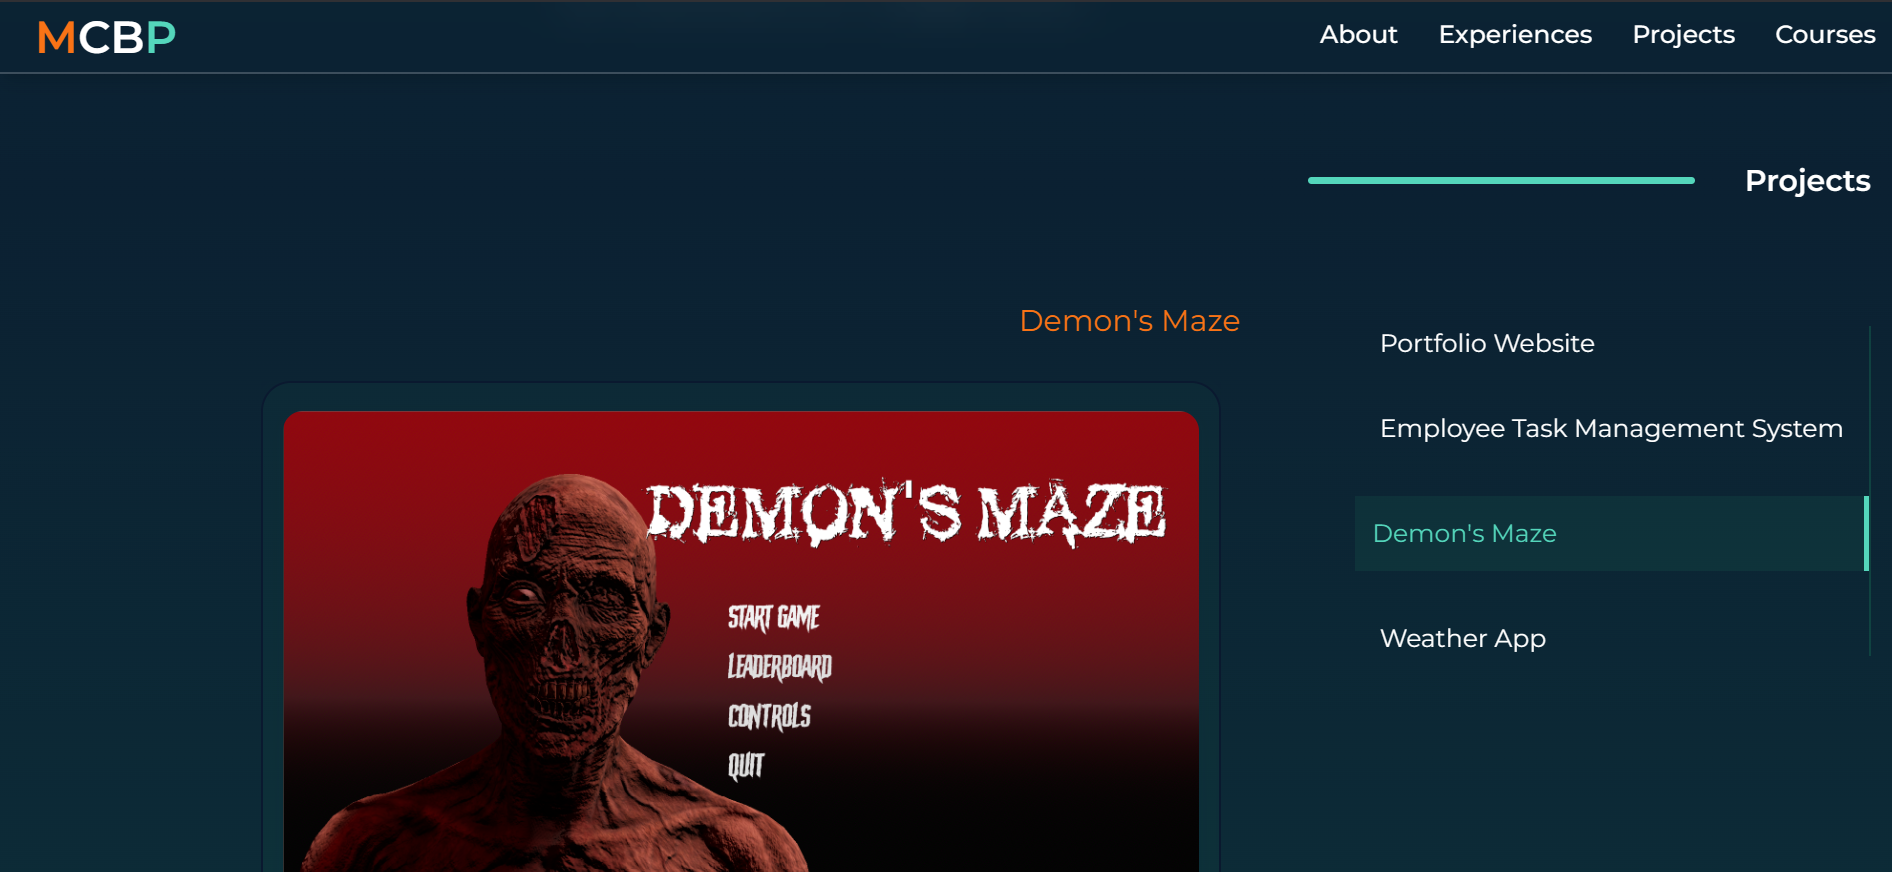 MCBP
About Experiences Projects Courses
Projects
Demon's Maze
DEMON'S MAZE
START GAME
LEADERBOARD
CONTROLS
QUIT
Portfolio Website
Employee Task Management System
Demon's Maze
Weather App